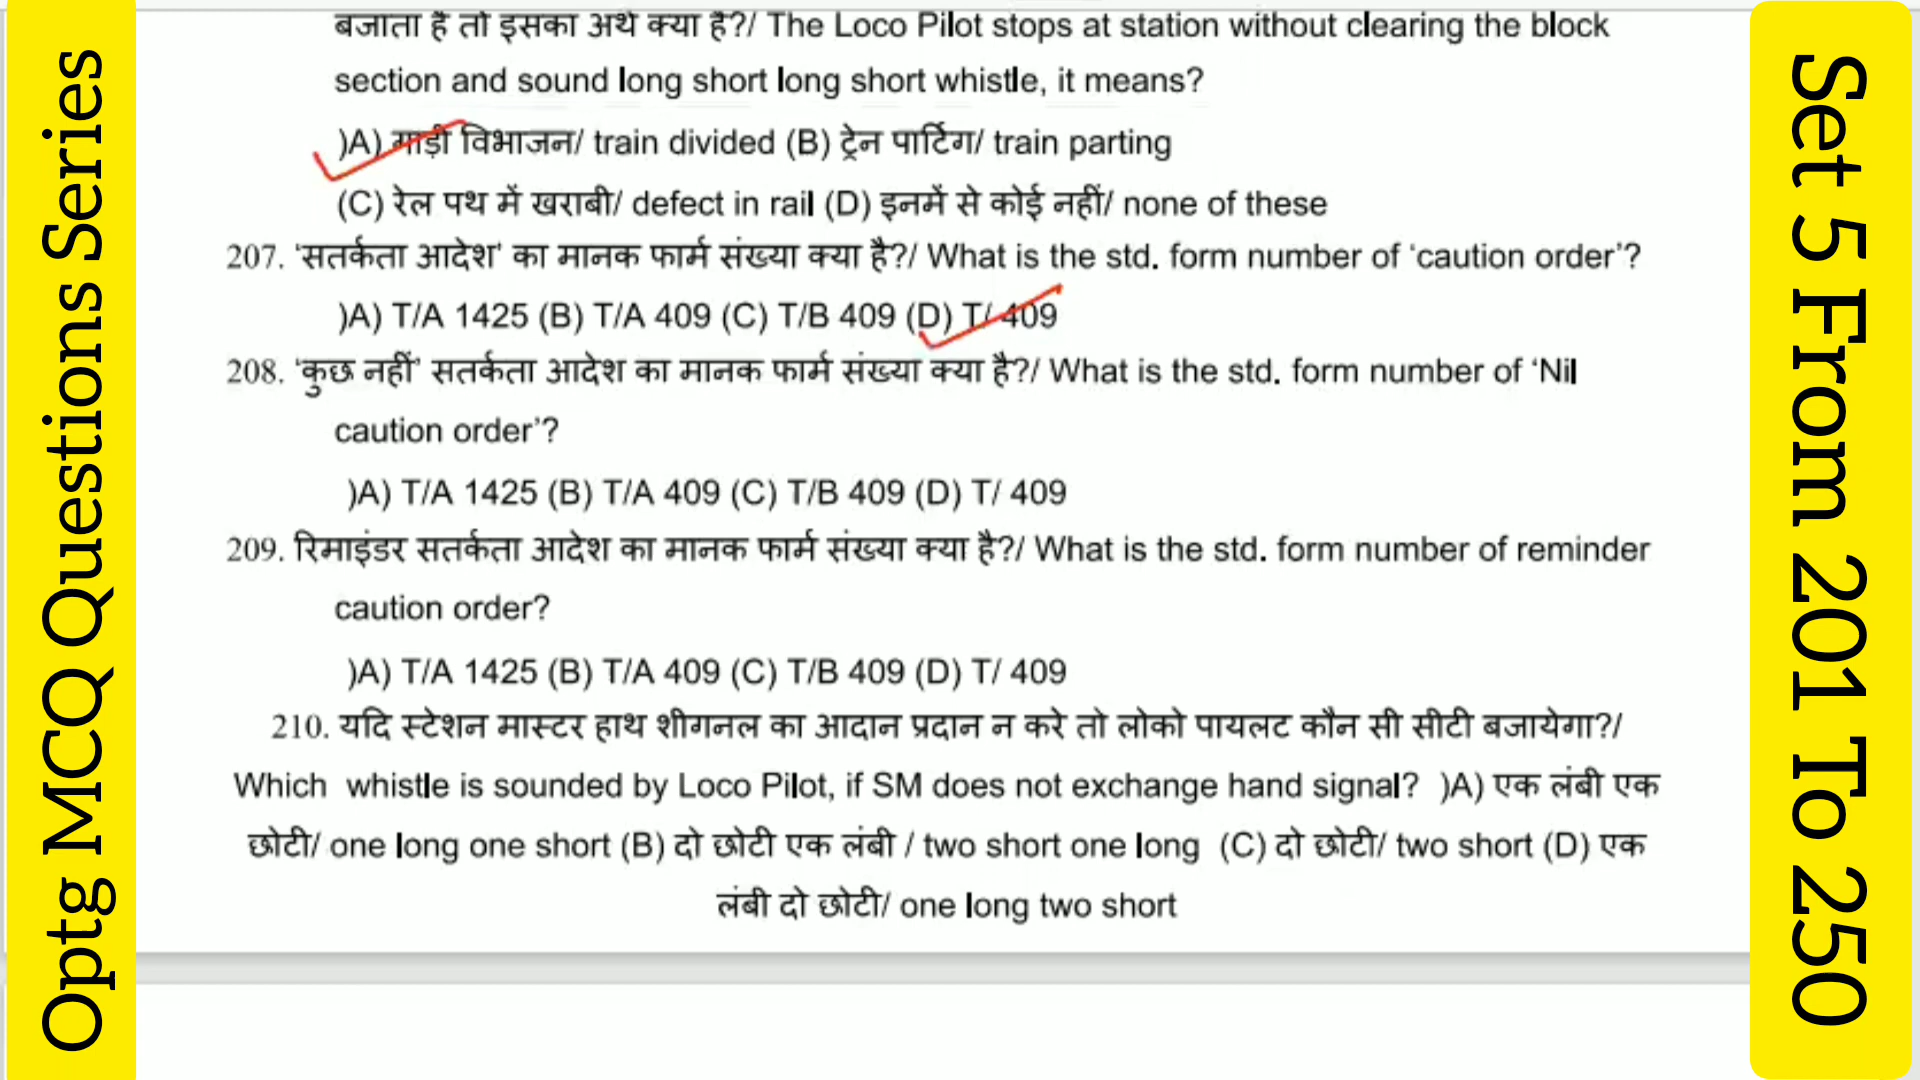 Optg MCQ Questions Series
बजाता है तो इसका अर्थ क्या है?/ The Loco Pilot stops at station without clearing the block
section and sound long short long short whistle, it means?
)A) गाड़ी विभाजन/ train divided (B) ट्रेन पार्टिंग/ train parting
(C) रेल पथ में खराबी/ defect in rail (D) इनमें से कोई नहीं/ none of these
207. 'सतर्कता आदेश' का मानक फार्म संख्या क्या है?/ What is the std. form number of ‘caution order’?
)A) T/A 1425 (B) T/A 409 (C) T/B 409 (D) T/ 409
208. 'कुछ नहीं' सतर्कता आदेश का मानक फार्म संख्या क्या है?/ What is the std. form number of ‘Nil
caution order’?
)A) T/A 1425 (B) T/A 409 (C) T/B 409 (D) T/ 409
209. रिमाइंडर सतर्कता आदेश का मानक फार्म संख्या क्या है?/ What is the std. form number of reminder
caution order?
)A) T/A 1425 (B) T/A 409 (C) T/B 409 (D) T/ 409
210. यदि स्टेशन मास्टर हाथ शीगनल का आदान प्रदान न करे तो लोको पायलट कौन सी सीटी बजायेगा?/
Which whistle is sounded by Loco Pilot, if SM does not exchange hand signal? )A) एक लंबी एक
छोटी/ one long one short (B) दो छोटी एक लंबी / two short one long (C) दो छोटी/ two short (D) एक
लंबी दो छोटी/ one long two short
Set 5 From 201 To 250